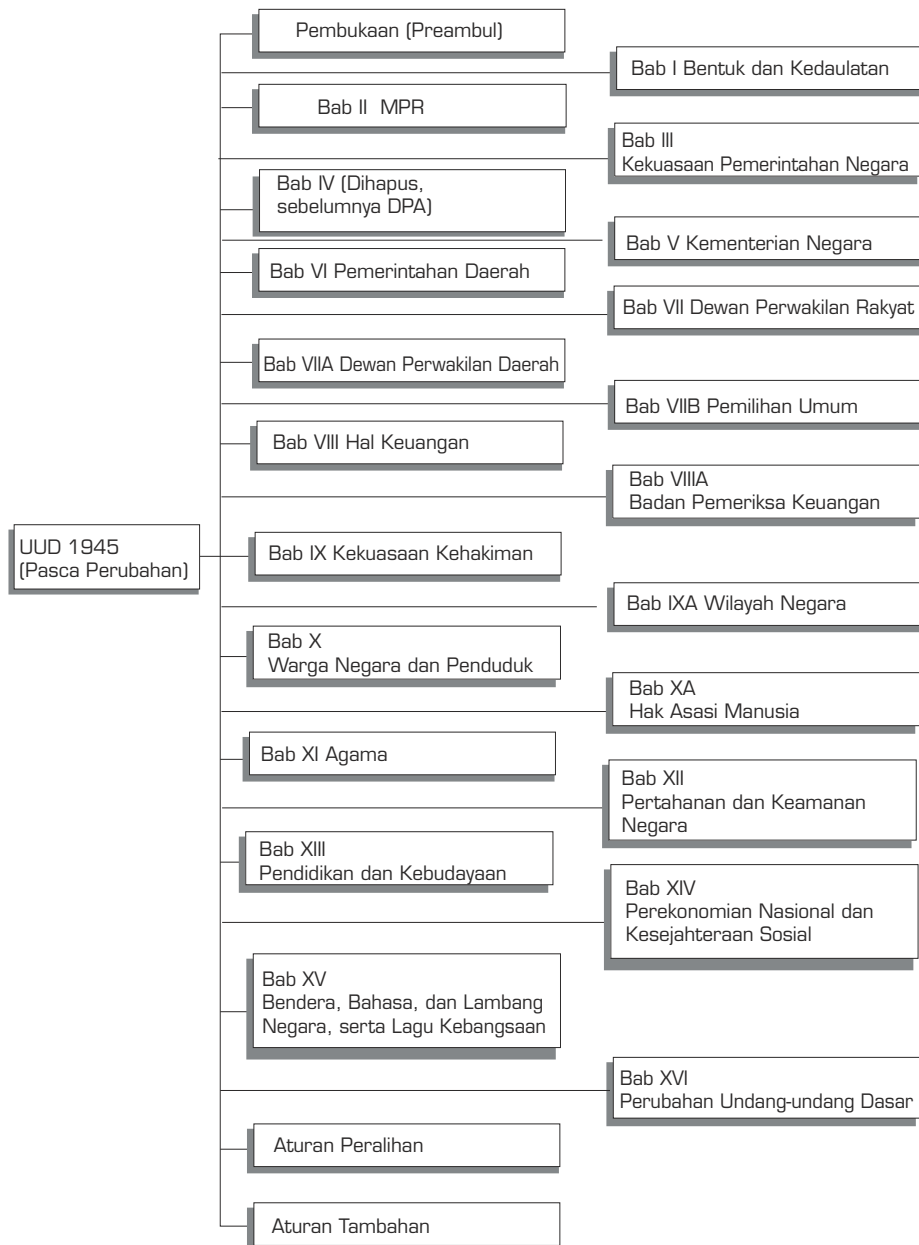 Pembukaan (Preambul)
Bab I Bentuk dan Kedaulatan
Bab II MPR
Bab III
Kekuasaan Pemerintahan Negara
Bab IV (Dihapus,
sebelumnya DPA)
Bab V Kementerian Negara
Bab VI Pemerintahan Daerah
Bab VII Dewan Perwakilan Rakyat
Bab VIIA Dewan Perwakilan Daerah
Bab VIIB Pemilihan Umum
Bab VIII Hal Keuangan
Bab VIIIA
Badan Pemeriksa Keuangan
UUD 1945
(Pasca Perubahan)
Bab IX Kekuasaan Kehakiman
Bab IXA Wilayah Negara
Bab X
Warga Negara dan Penduduk
Bab XA
Hak Asasi Manusia
Bab XI Agama
Bab XII
Pertahanan dan Keamanan
Negara
Bab XIII
Pendidikan dan Kebudayaan
Bab XIV
Perekonomian Nasional dan
Kesejahteraan Sosial
Bab XV
Bendera, Bahasa, dan Lambang
Negara, serta Lagu Kebangsaan
Bab XVI
Perubahan Undang-undang Dasar
Aturan Peralihan
Aturan Tambahan